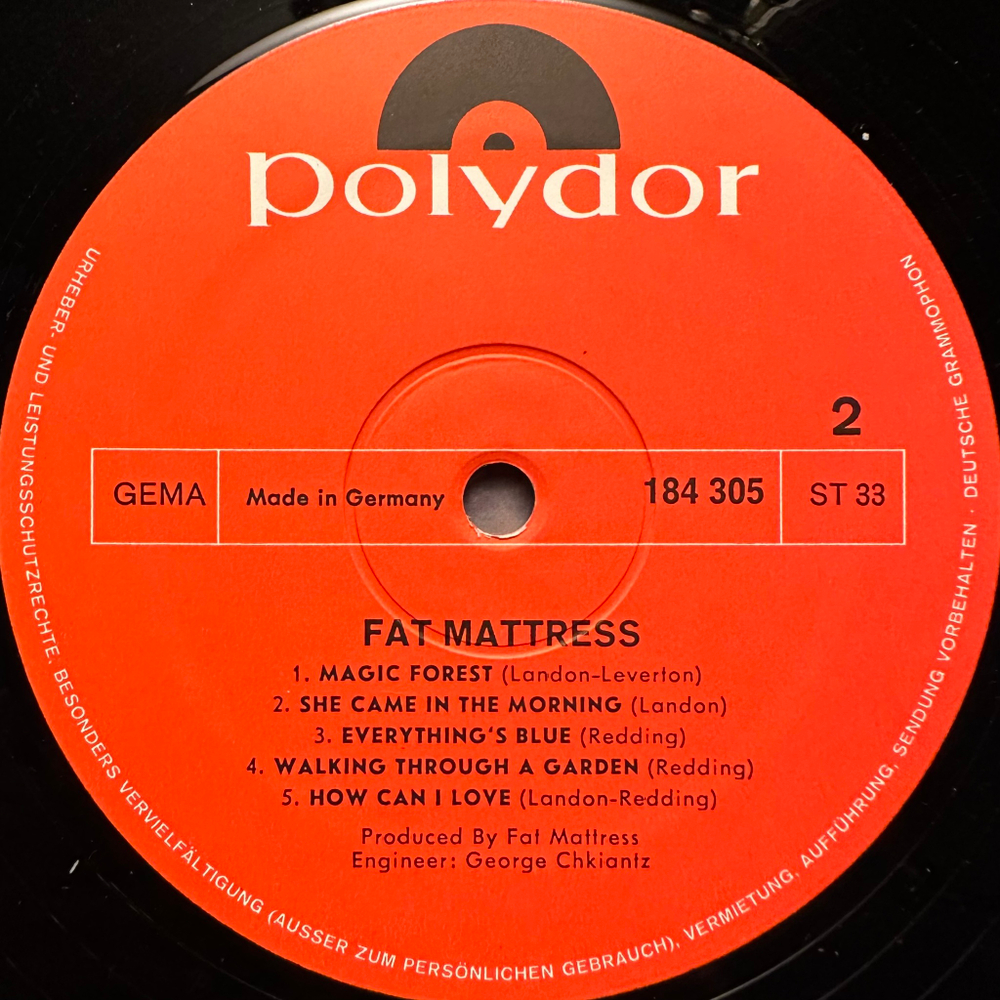 polydor
2
GEMA
Made in Germany
184 305
ST 33
FAT MATTRESS
1. MAGIC FOREST (Landon-Leverton)
2. SHE CAME IN THE MORNING (Landon)
3. EVERYTHING'S BLUE (Redding)
4. WALKING THROUGH A GARDEN (Redding)
5. HOW CAN I LOVE (Landon-Redding)
Produced By Fat Mattress
Engineer: George Chkiantz
URHEBER- UND LEISTUNGSSCHUTZRECHTE. BESONDERS VERVIELFÄLTIGUNG (AUSSER ZUM PERSÖNLICHEN GEBRAUCH), VERMIETUNG, AUFFÜHRUNG, SENDUNG VORBEHALTEN · DEUTSCHE GRAMMOPHON